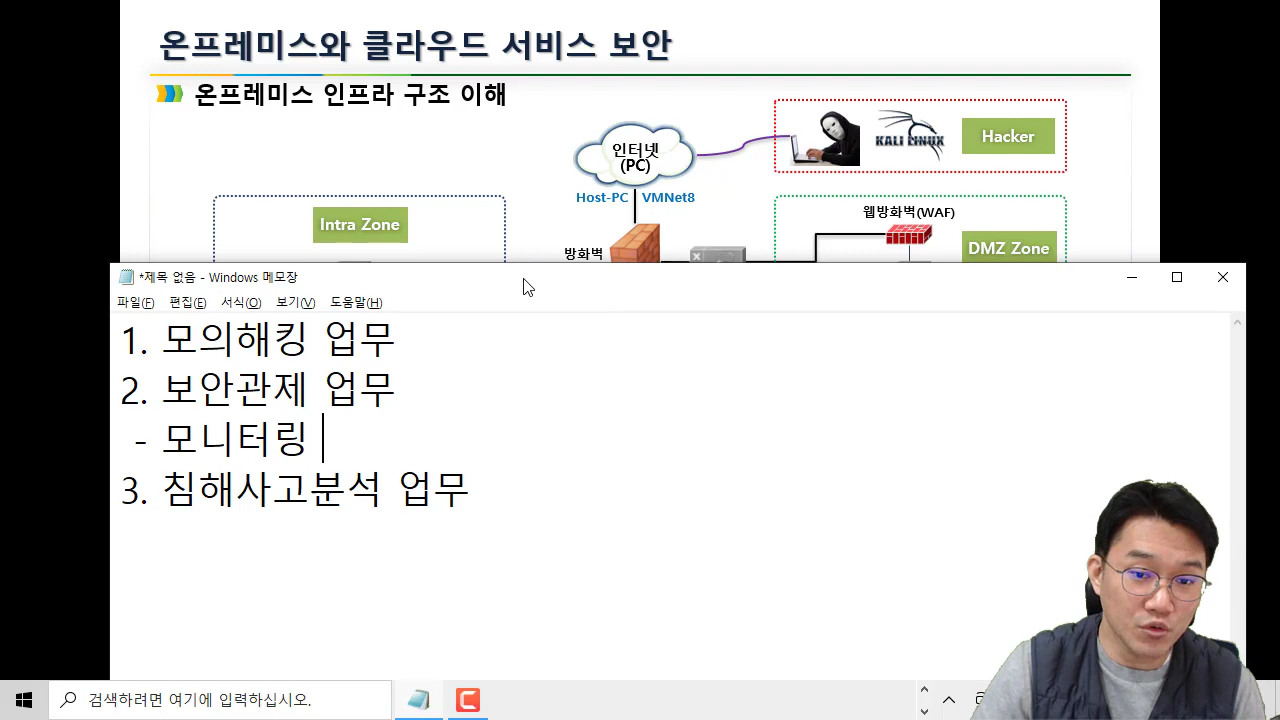 온프레미스와 클라우드 서비스 보안
온프레미스 인프라 구조 이해
인터넷
(PC)
KALI LINUX
Hacker
Host-PC
VMNet8
Intra Zone
웹방화벽(WAF)
방화벽
DMZ Zone
*제목 없음 - Windows 메모장
파일(F) 편집(E) 서식(O) 보기(V) 도움말(H)
1. 모의해킹 업무
2. 보안관제 업무
- 모니터링
3. 침해사고분석 업무
검색하려면 여기에 입력하십시오.